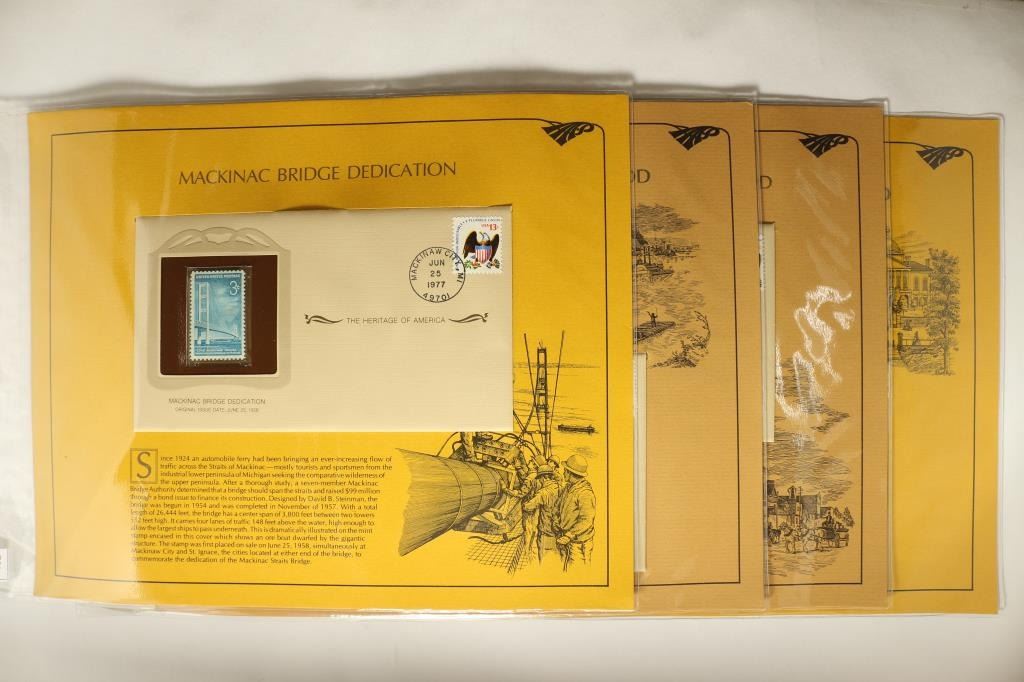 MACKINAC BRIDGE DEDICATION
E PLURIBUS UNUM
USA 13c
MACKINAW CITY, MI
JUN
25
1977
49701
UNITED STATES POSTAGE
3c
THE HERITAGE OF AMERICA
MACKINAC BRIDGE DEDICATION
ORIGINAL ISSUE DATE: JUNE 25, 1958
Since 1924 an automobile ferry had been bringing an ever-increasing flow of
traffic across the Straits of Mackinac—mostly tourists and sportsmen from the
industrial lower peninsula of Michigan seeking the comparative wilderness of
the upper peninsula. After a thorough study, a seven-member Mackinac
Bridge Authority determined that a bridge should span the straits and raised $99 million
through a bond issue to finance its construction. Designed by David B. Steinman, the
bridge was begun in 1954 and was completed in November of 1957. With a total
length of 26,444 feet, the bridge has a center span of 3,800 feet between two towers
552 feet high. It carries four lanes of traffic 148 feet above the water, high enough to
allow the largest ships to pass underneath. This is dramatically illustrated on the mint
stamp encased in this cover which shows an ore boat dwarfed by the gigantic
structure. The stamp was first placed on sale on June 25, 1958, simultaneously at
Mackinaw City and St. Ignace, the cities located at either end of the bridge, to
commemorate the dedication of the Mackinac Straits Bridge.
OD
D